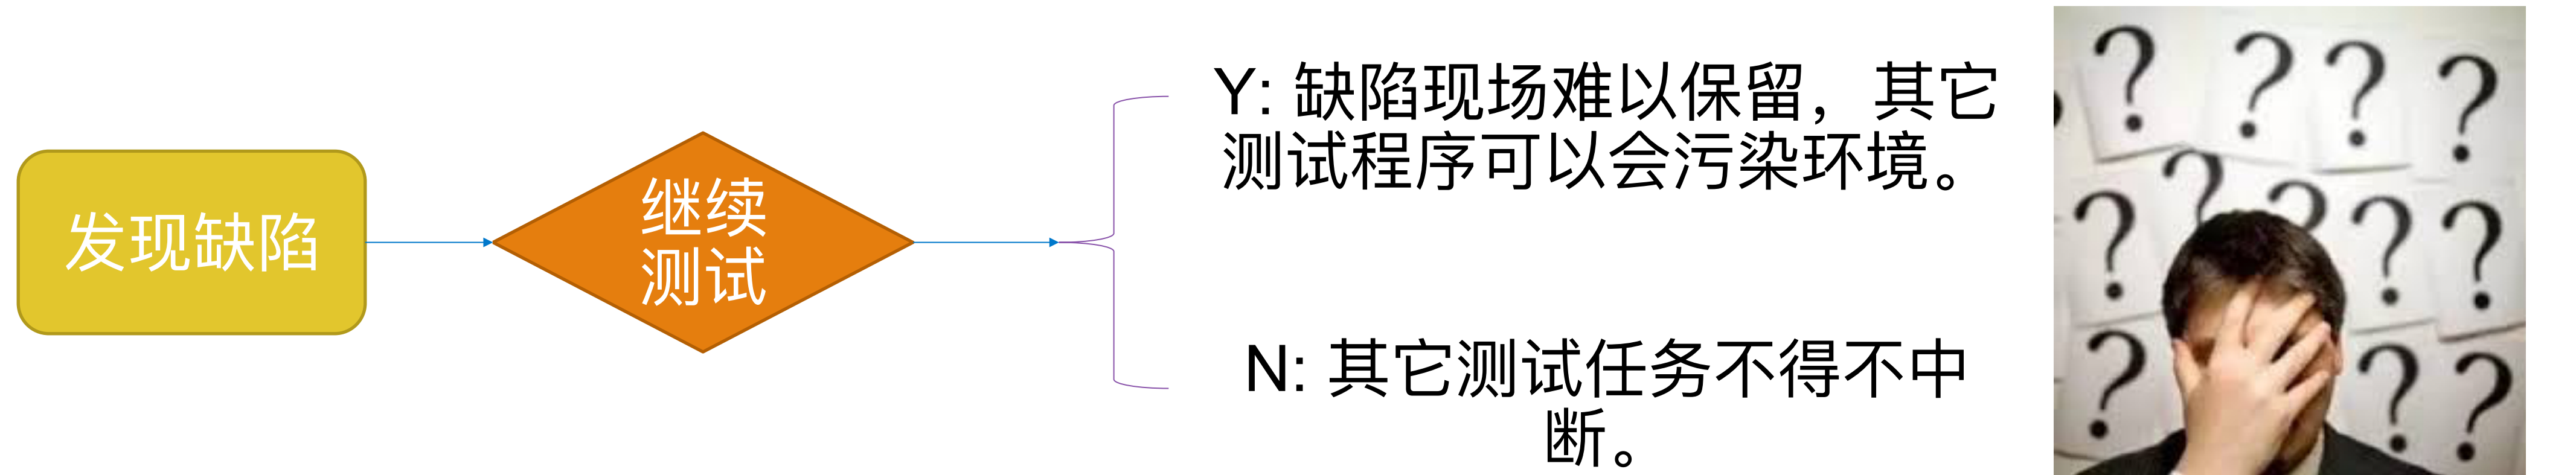 发现缺陷
继续
测试
Y: 缺陷现场难以保留，其它
测试程序可以会污染环境。
N: 其它测试任务不得不中
断。
? ? ? ?
? ? ? ? ?
? ? ?